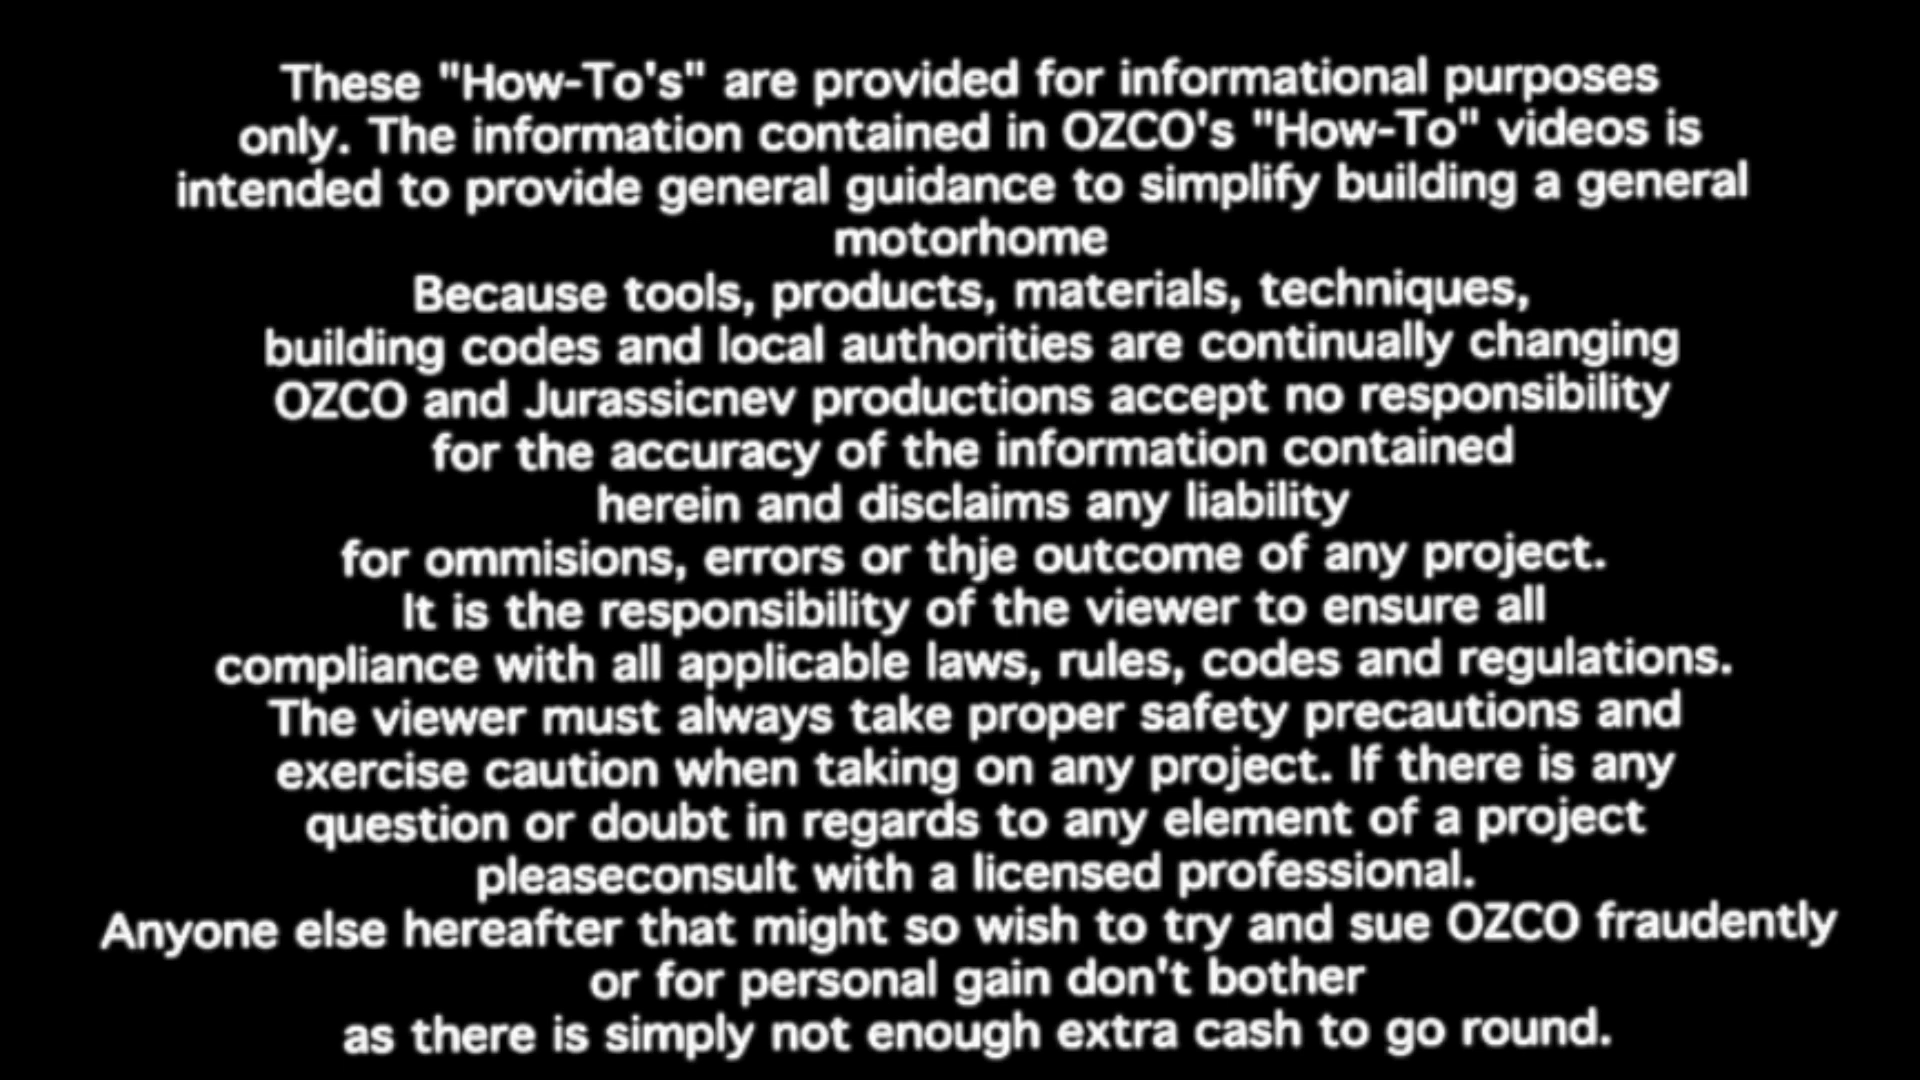 These "How-To's" are provided for informational purposes
only. The information contained in OZCO's "How-To" videos is
intended to provide general guidance to simplify building a general
motorhome
Because tools, products, materials, techniques,
building codes and local authorities are continually changing
OZCO and Jurassicnev productions accept no responsibility
for the accuracy of the information contained
herein and disclaims any liability
for ommisions, errors or thje outcome of any project.
It is the responsibility of the viewer to ensure all
compliance with all applicable laws, rules, codes and regulations.
The viewer must always take proper safety precautions and
exercise caution when taking on any project. If there is any
question or doubt in regards to any element of a project
pleaseconsult with a licensed professional.
Anyone else hereafter that might so wish to try and sue OZCO fraudently
or for personal gain don't bother
as there is simply not enough extra cash to go round.